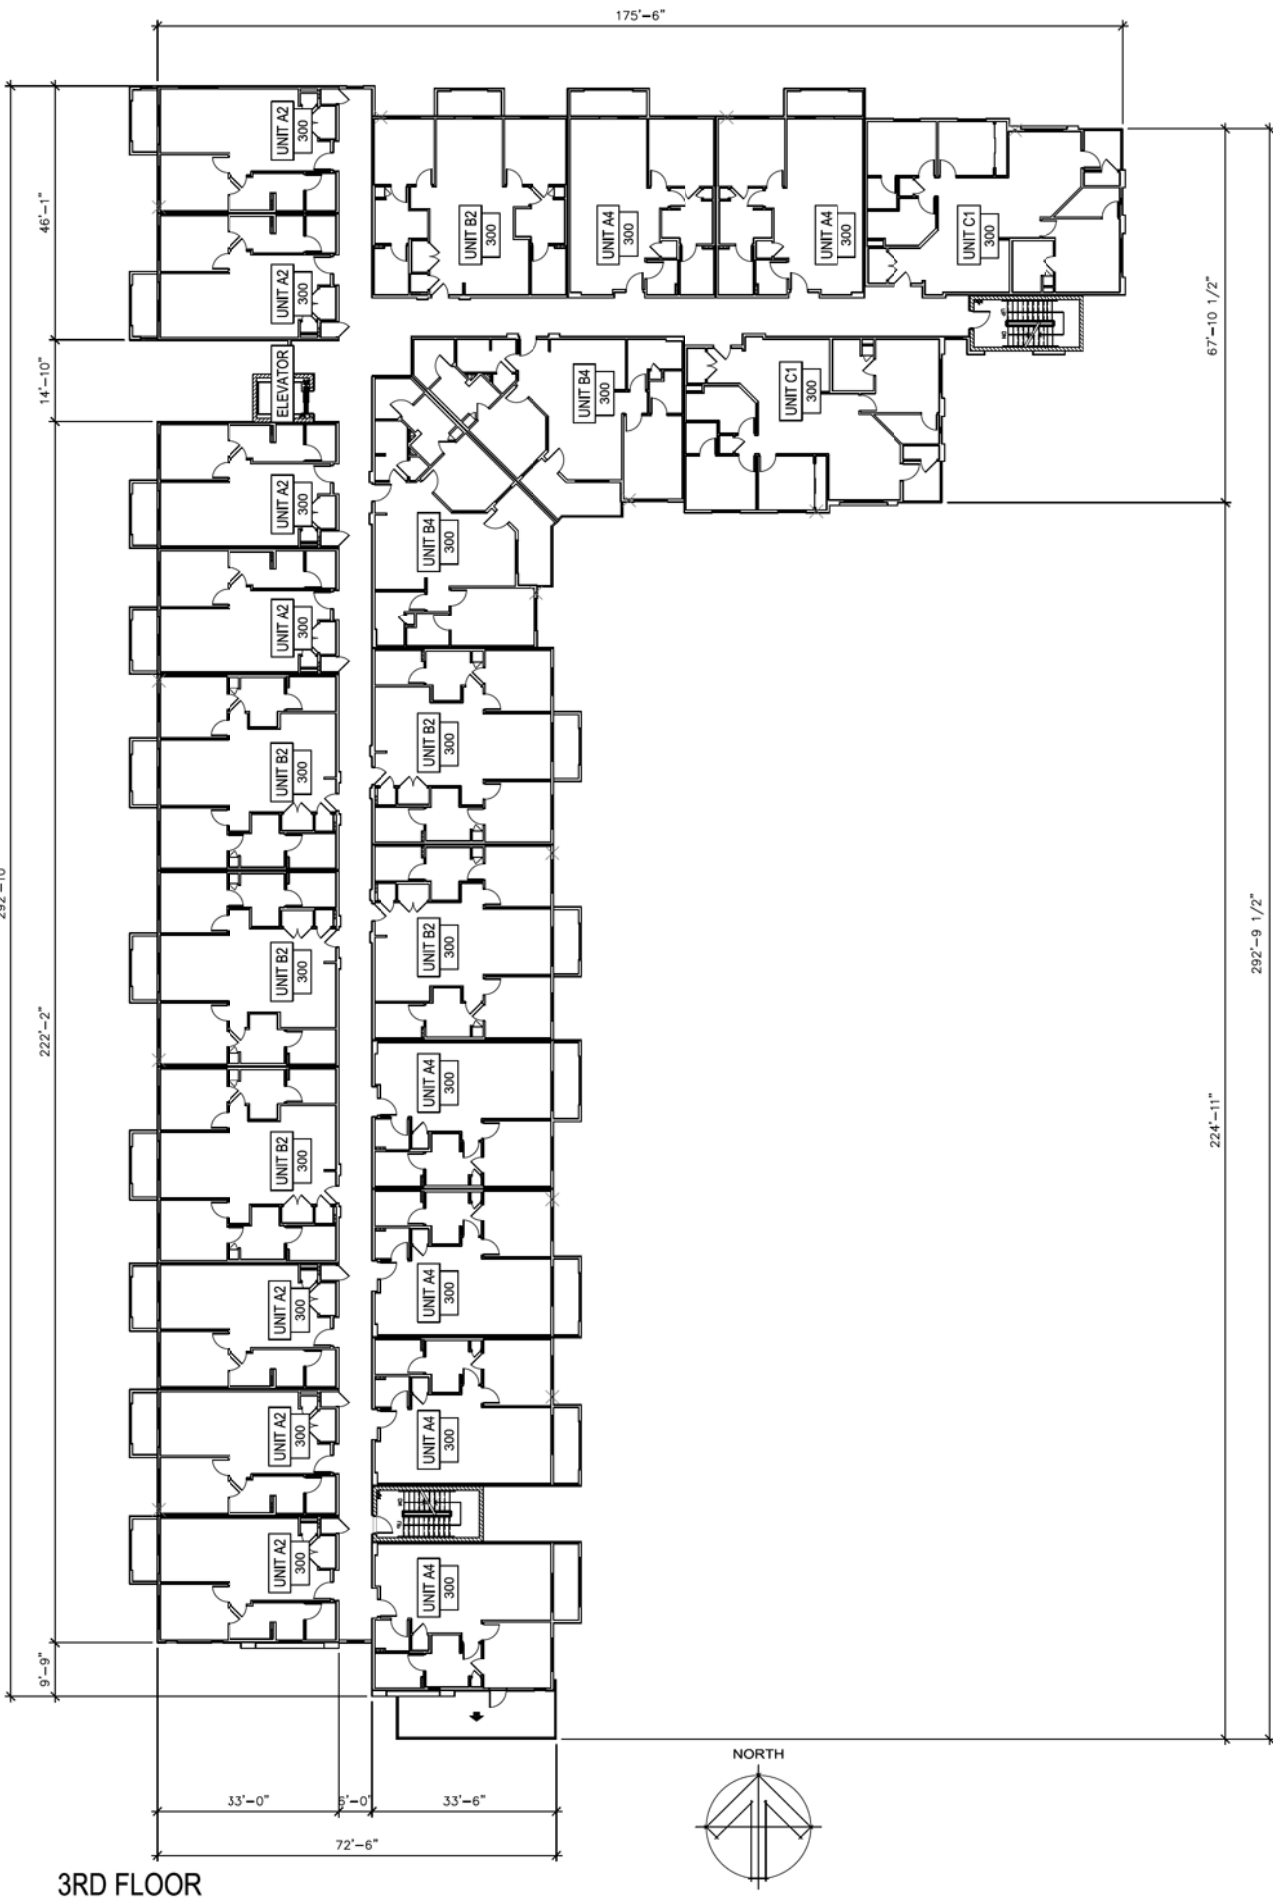 175'-6"
UNIT A2
300
UNIT B2
300
UNIT A4
300
UNIT A4
300
UNIT C1
300
46'-1"
UNIT A2
300
67'-10 1/2"
14'-10"
ELEVATOR
UNIT B4
300
UNIT C1
300
UNIT A2
300
UNIT B4
300
UNIT A2
300
UNIT B2
300
UNIT B2
300
292'-10
UNIT B2
300
UNIT B2
300
292'-9 1/2"
222'-2"
UNIT A4
300
224'-11"
UNIT B2
300
UNIT A2
300
UNIT A4
300
UNIT A2
300
UNIT A4
300
UNIT A2
300
UNIT A4
300
9'-9"
NORTH
33'-0"
33'-6"
72'-6"
3RD FLOOR